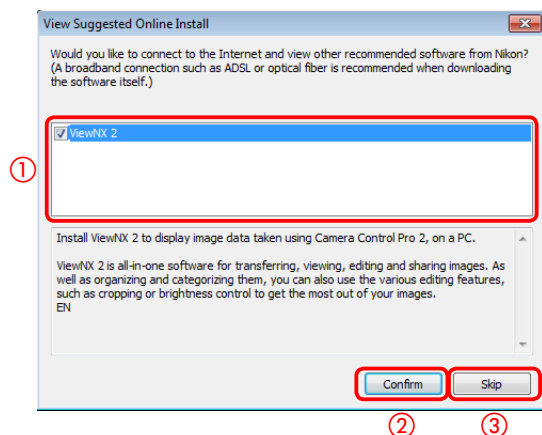 View Suggested Online Install
Would you like to connect to the Internet and view other recommended software from Nikon?
(A broadband connection such as ADSL or optical fiber is recommended when downloading
the software itself.)
ViewNX 2
①
Install ViewNX 2 to display image data taken using Camera Control Pro 2, on a PC.
ViewNX 2 is all-in-one software for transferring, viewing, editing and sharing images. As
well as organizing and categorizing them, you can also use the various editing features,
such as cropping or brightness control to get the most out of your images.
EN
Confirm Skip
② ③